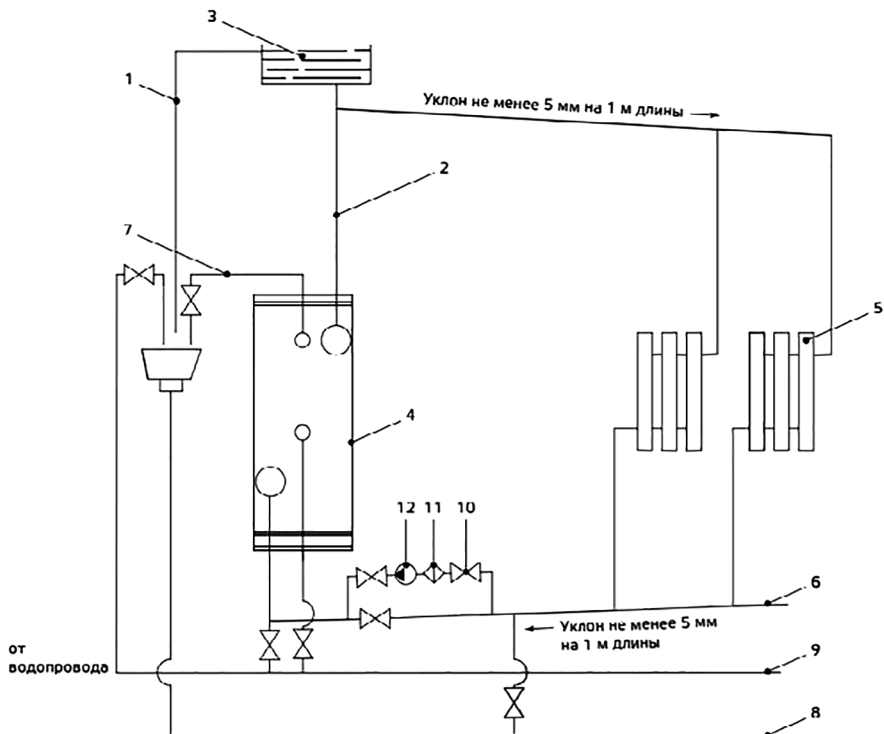 3
1
Уклон не менее 5 мм на 1 м длины
2
7
5
4
12 11 10
6
Уклон не менее 5 мм
на 1 м длины
от
водопровода
9
8